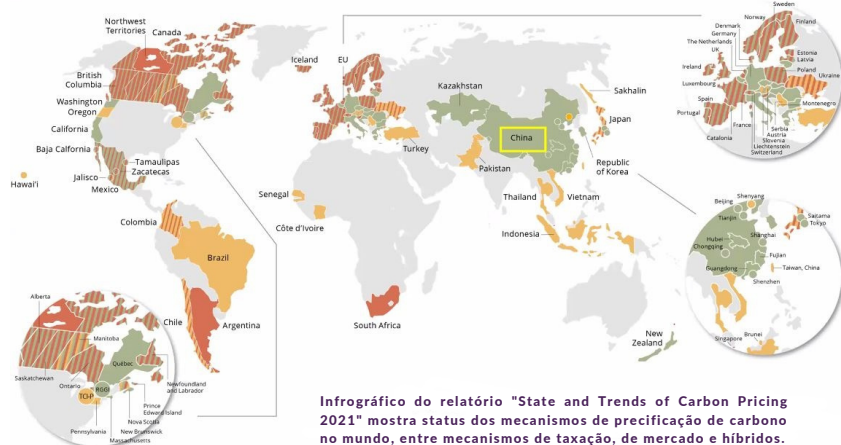 Northwest
Territories
Canada
British
Columbia
Washington
Oregon
California
Baja Calfornia
Hawai'i
Jalisco
Mexico
Tamaulipas
Zacatecas
Colombia
Brazil
Chile
Argentina
Iceland
EU
Kazakhstan
Turkey
Pakistan
China
Sakhalin
Japan
Republic
of Korea
Senegal
Côte d'Ivoire
Thailand
Vietnam
Indonesia
South Africa
New
Zealand
Sweden
Norway
Finland
Denmark
Germany
The Netherlands
UK
Ireland
Luxembourg
Spain
Portugal
Catalonia
France
Estonia
Latvia
Poland
Ukraine
Montenegro
Serbia
Austria
Slovenia
Liechtenstein
Switzerland
Beijing
Shenyang
Tianjin
Saitama
Tokyo
Hubei
Shanghai
Chongqing
Fujian
Guangdong
Taiwan, China
Shenzhen
Singapore
Brunei
Alberta
Manitoba
Québec
Saskatchewan
Ontario
TCI-P
RGGI
Newfoundland
and Labrador
Prince
Edward Island
Nova Scotia
New Brunswick
Massachusetts
Pennsylvania
Infrográfico do relatório "State and Trends of Carbon Pricing
2021" mostra status dos mecanismos de precificação de carbono
no mundo, entre mecanismos de taxação, de mercado e híbridos.